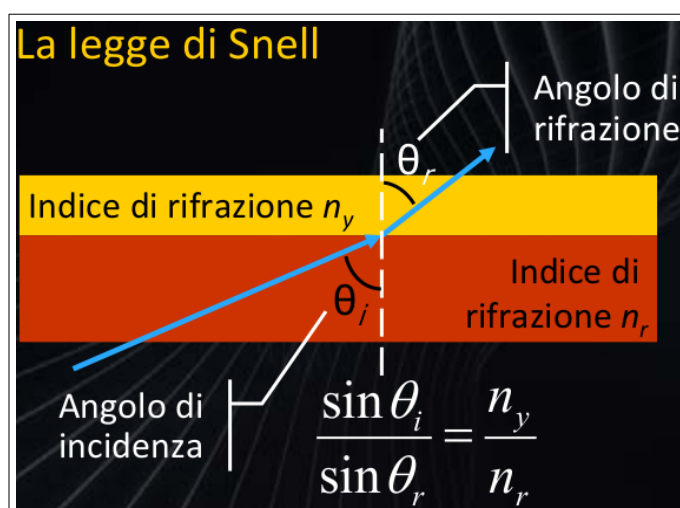 La legge di Snell
Angolo di
rifrazione
θr
Indice di rifrazione ny
θi
Indice di
rifrazione nr
Angolo di
incidenza
sin θi / sin θr = ny / nr